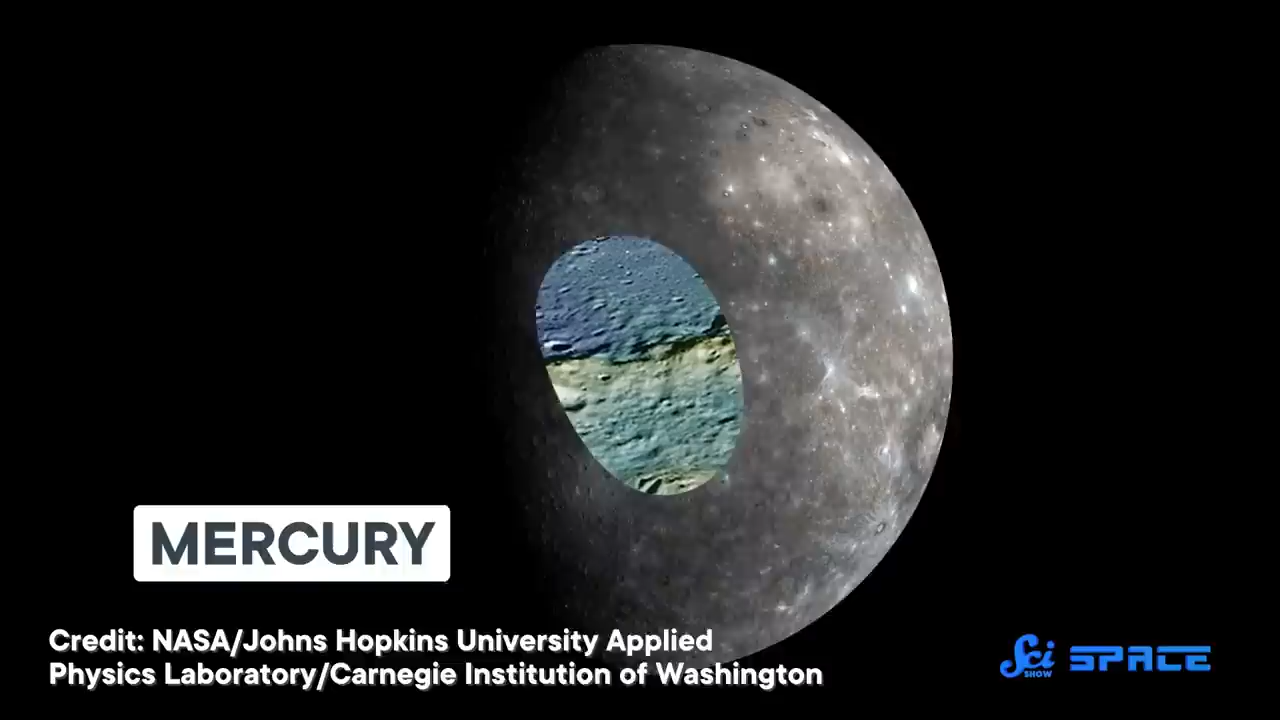 MERCURY
Credit: NASA/Johns Hopkins University Applied
Physics Laboratory/Carnegie Institution of Washington
Sci SHOW SPACE